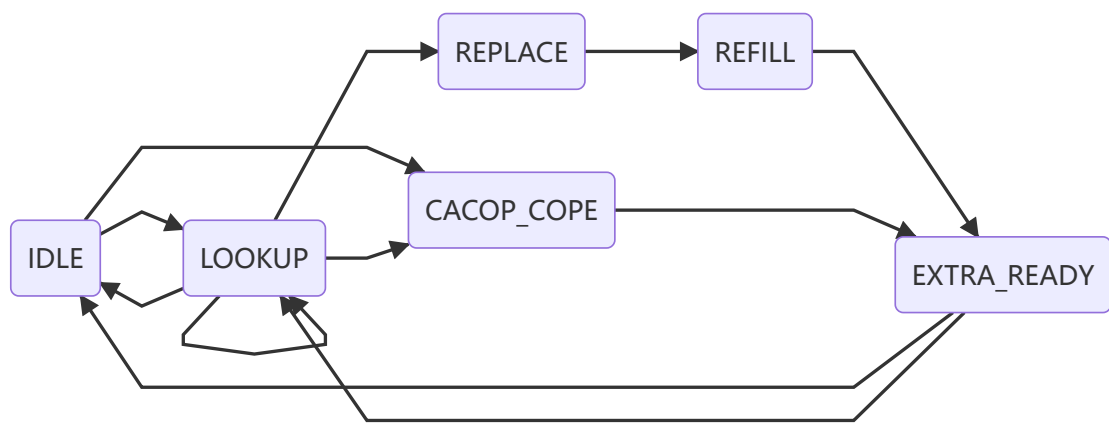 REPLACE
REFILL
CACOP_COPE
IDLE
LOOKUP
EXTRA_READY